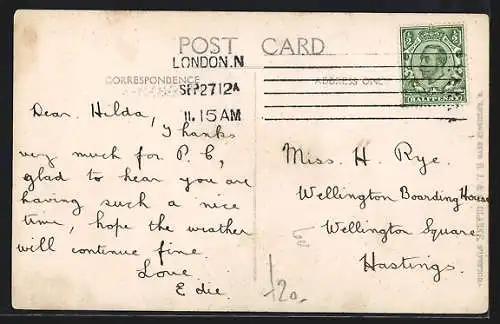 POST CARD
LONDON.N
CORRESPONDENCE
ADDRESS ONLY
SP 27 12A
11.15 AM
HALFPENNY
Dear Hilda,
Thanks
very much for P. C,
glad to hear you are
having such a nice
time, hope the weather
will continue fine.
Love
Edie.
Miss. H. Rye.
Wellington Boarding House
Wellington Square
Hastings.